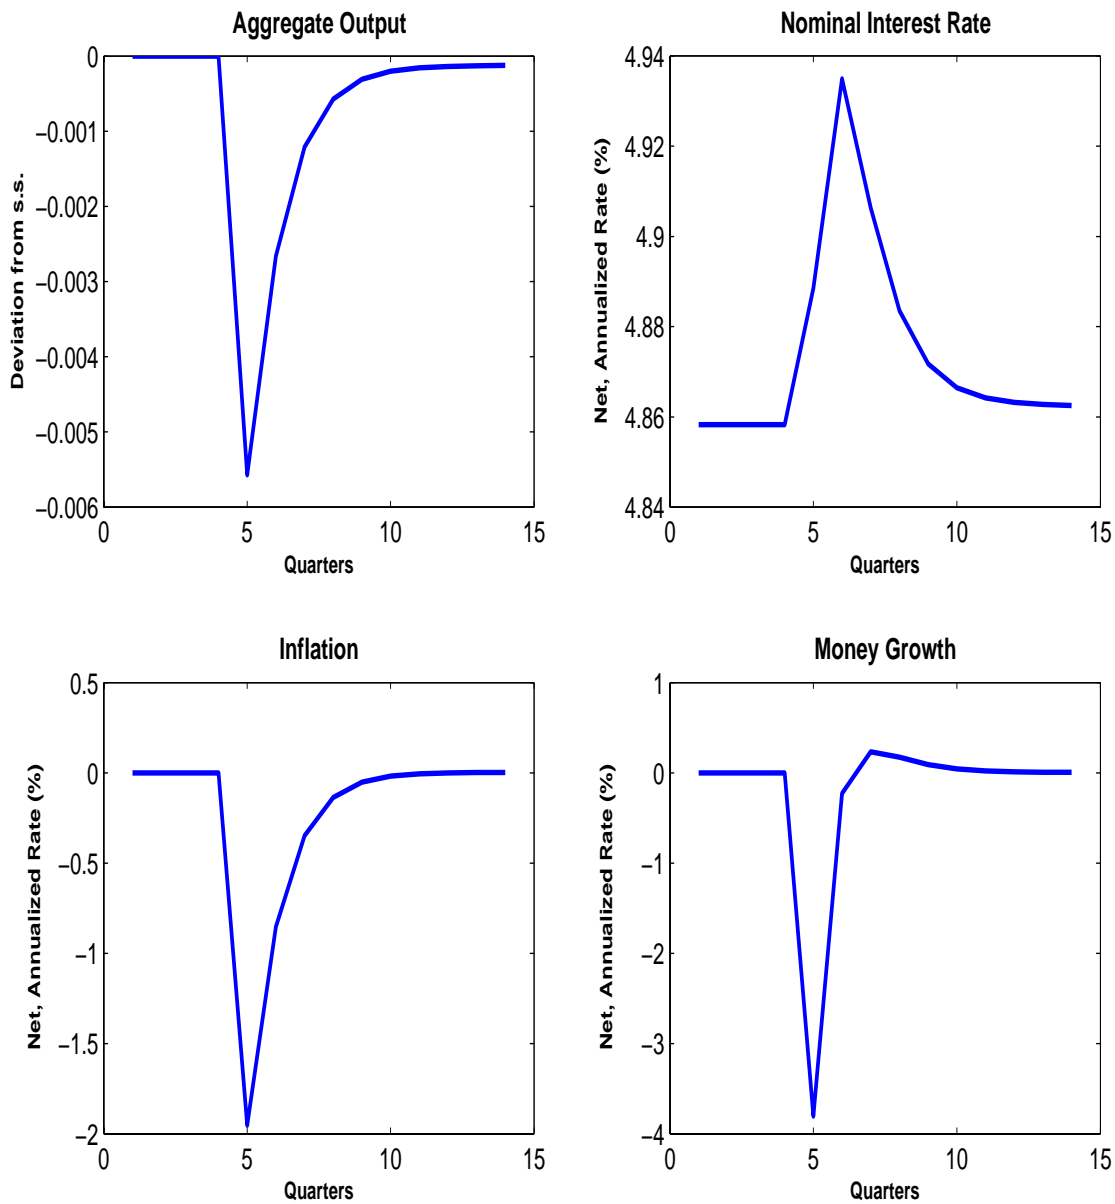 Aggregate Output
0
−0.001
−0.002
−0.003
−0.004
−0.005
−0.006
Deviation from s.s.
0 5 10 15
Quarters
Nominal Interest Rate
4.94
4.92
4.9
4.88
4.86
4.84
Net, Annualized Rate (%)
0 5 10 15
Quarters
Inflation
0.5
0
−0.5
−1
−1.5
−2
Net, Annualized Rate (%)
0 5 10 15
Quarters
Money Growth
1
0
−1
−2
−3
−4
Net, Annualized Rate (%)
0 5 10 15
Quarters